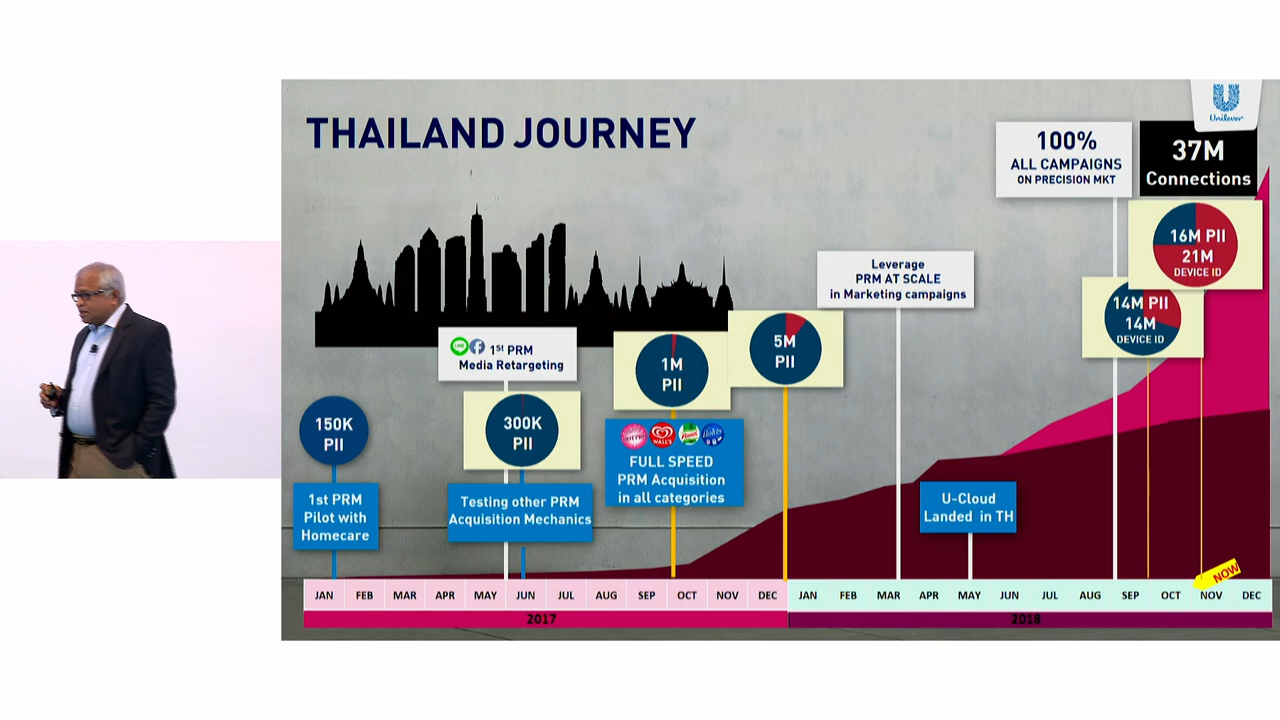 THAILAND JOURNEY
Unilever
100%
ALL CAMPAIGNS
ON PRECISION MKT
37M
Connections
16M PII
21M
DEVICE ID
14M PII
14M
DEVICE ID
Leverage
PRM AT SCALE
in Marketing campaigns
LINE
f
1ST PRM
Media Retargeting
5M
PII
1M
PII
150K
PII
300K
PII
WALL'S
Knorr
FULL SPEED
PRM Acquisition
in all categories
1st PRM
Pilot with
Homecare
Testing other PRM
Acquisition Mechanics
U-Cloud
Landed in TH
NOW
JAN FEB MAR APR MAY JUN JUL AUG SEP OCT NOV DEC JAN FEB MAR APR MAY JUN JUL AUG SEP OCT NOV DEC
2017 2018